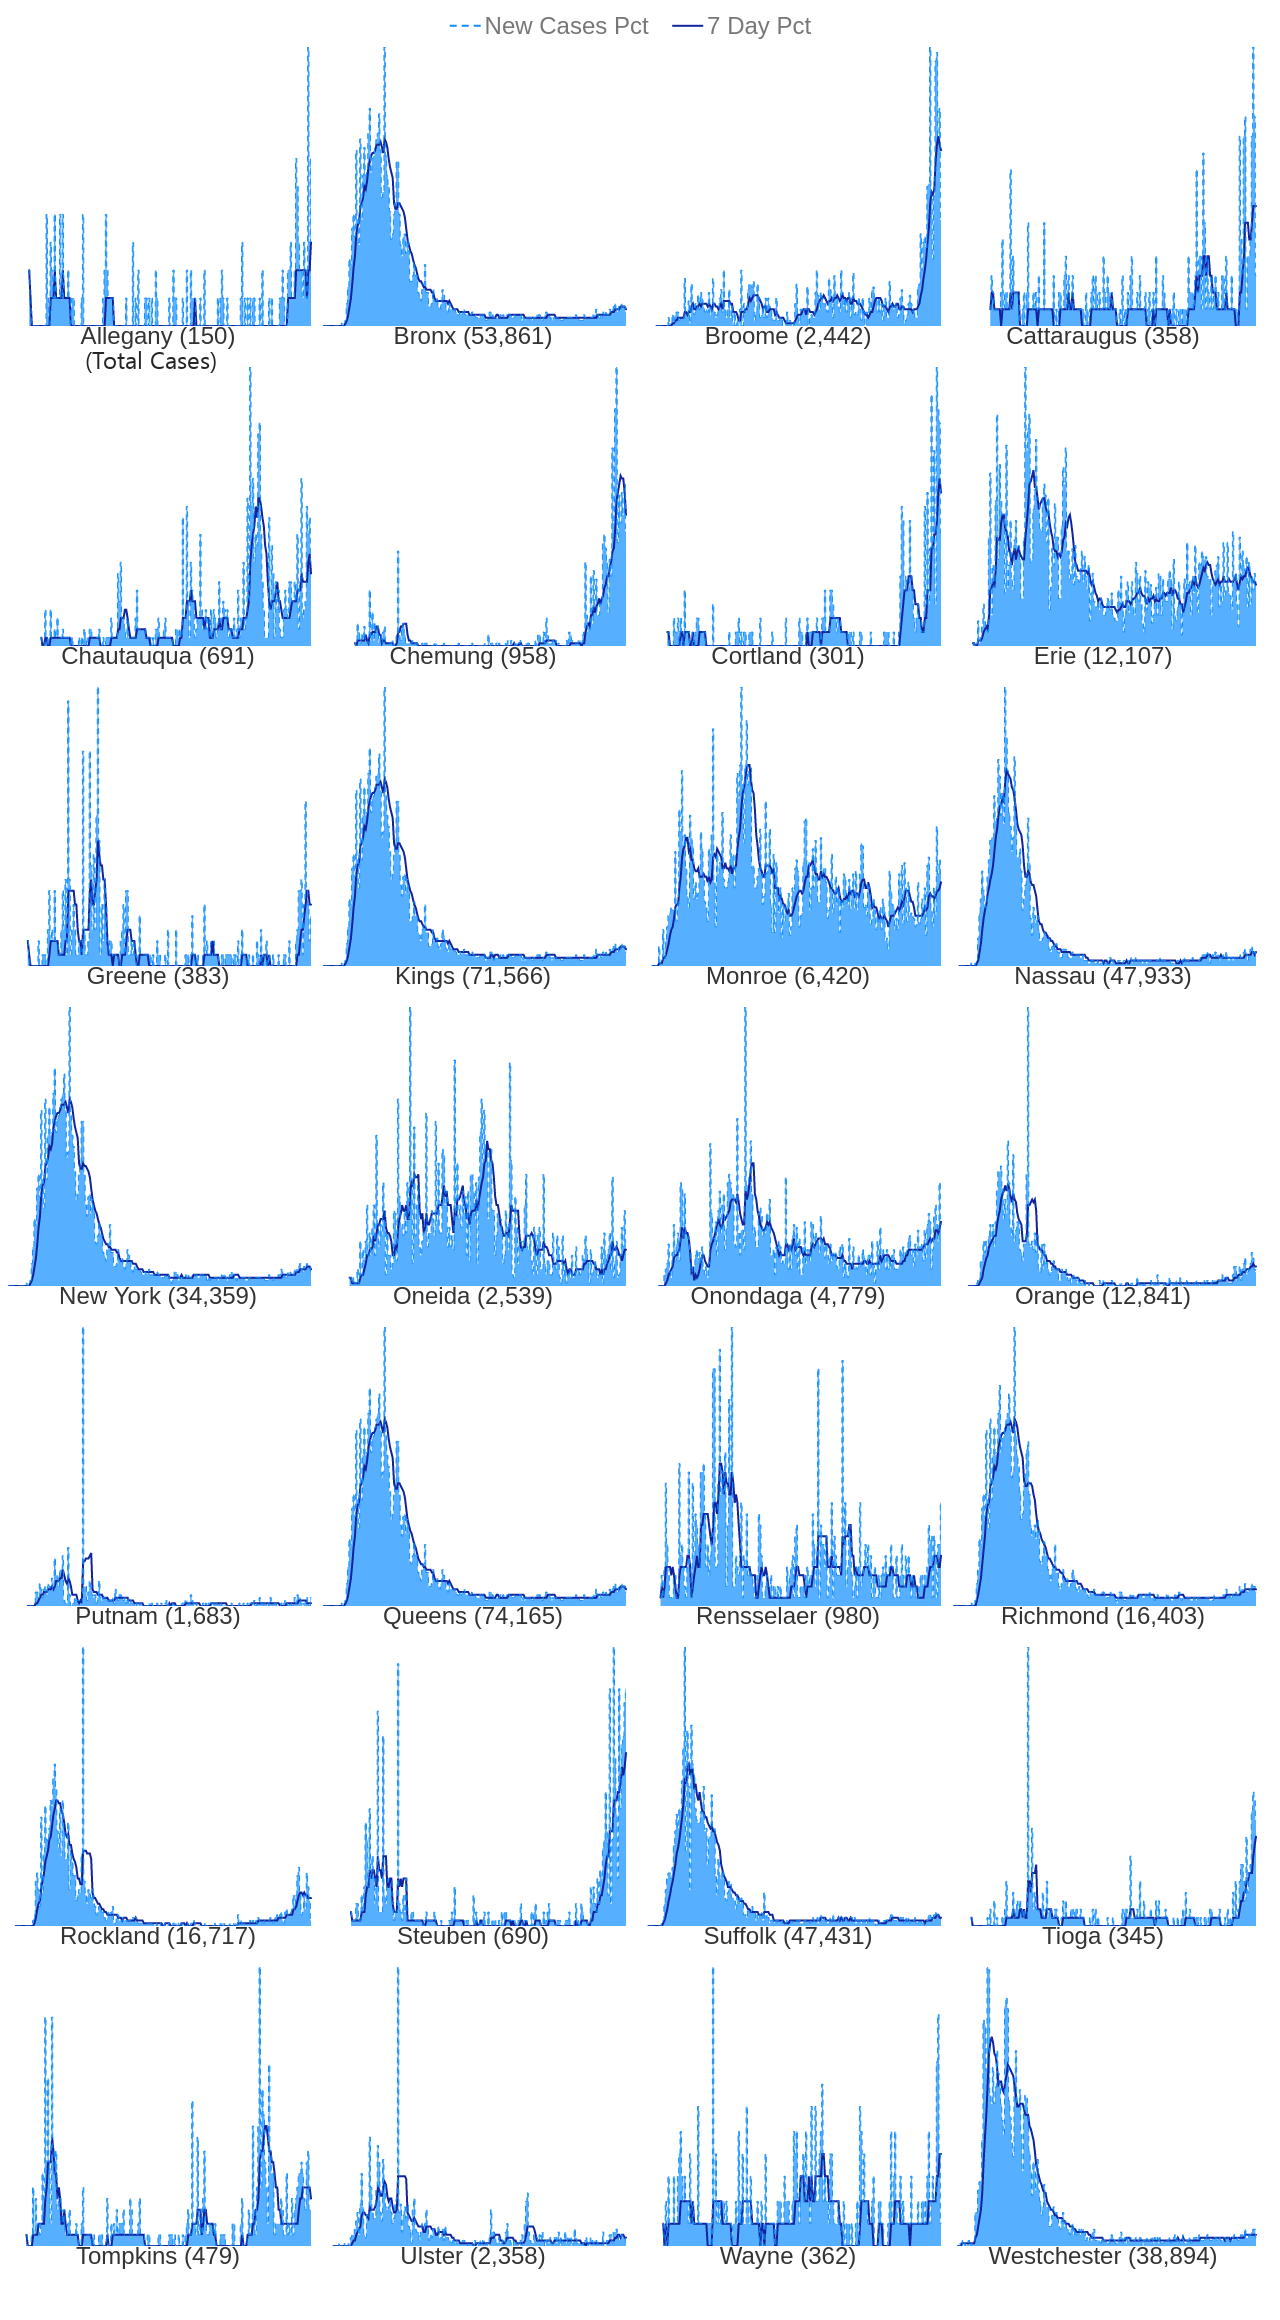 New Cases Pct 7 Day Pct
Allegany (150) Bronx (53,861) Broome (2,442) Cattaraugus (358)
(Total Cases)
Chautauqua (691) Chemung (958) Cortland (301) Erie (12,107)
Greene (383) Kings (71,566) Monroe (6,420) Nassau (47,933)
New York (34,359) Oneida (2,539) Onondaga (4,779) Orange (12,841)
Putnam (1,683) Queens (74,165) Rensselaer (980) Richmond (16,403)
Rockland (16,717) Steuben (690) Suffolk (47,431) Tioga (345)
Tompkins (479) Ulster (2,358) Wayne (362) Westchester (38,894)